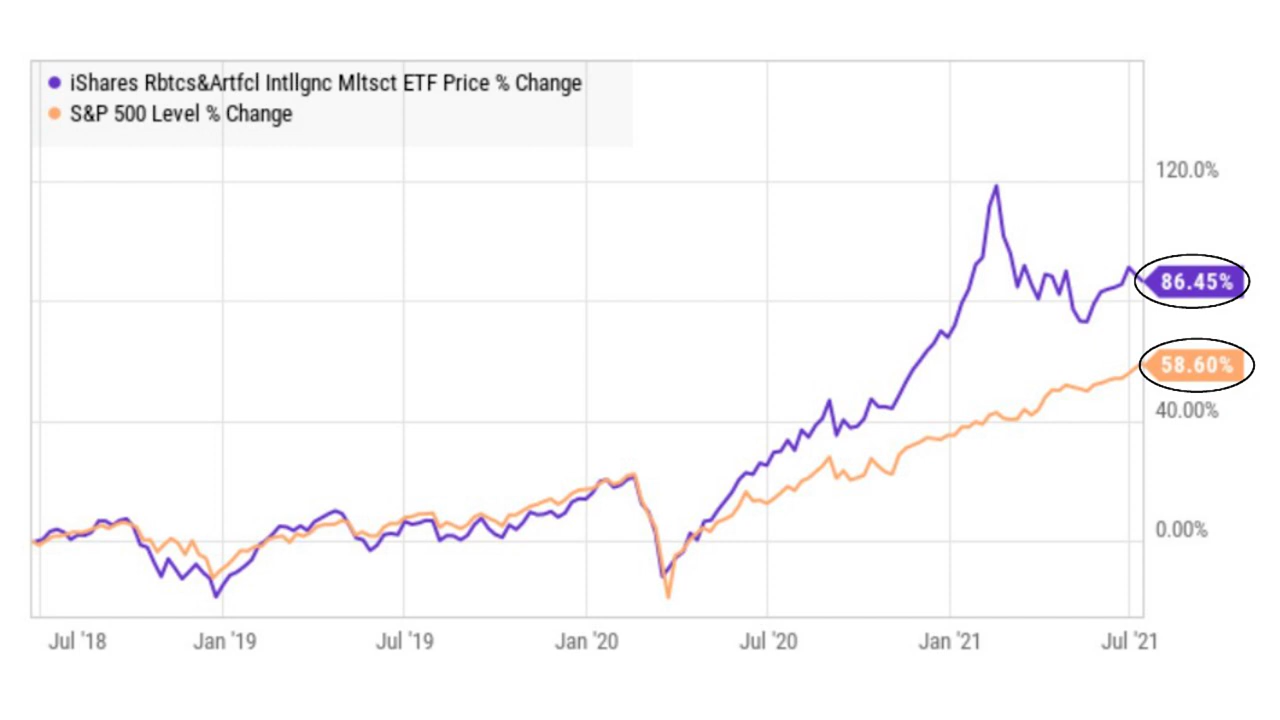 iShares Rbtcs&Artfcl Intllgnc Mltsct ETF Price % Change
S&P 500 Level % Change
120.0%
86.45%
58.60%
40.00%
0.00%
Jul '18 Jan '19 Jul '19 Jan '20 Jul '20 Jan '21 Jul '21